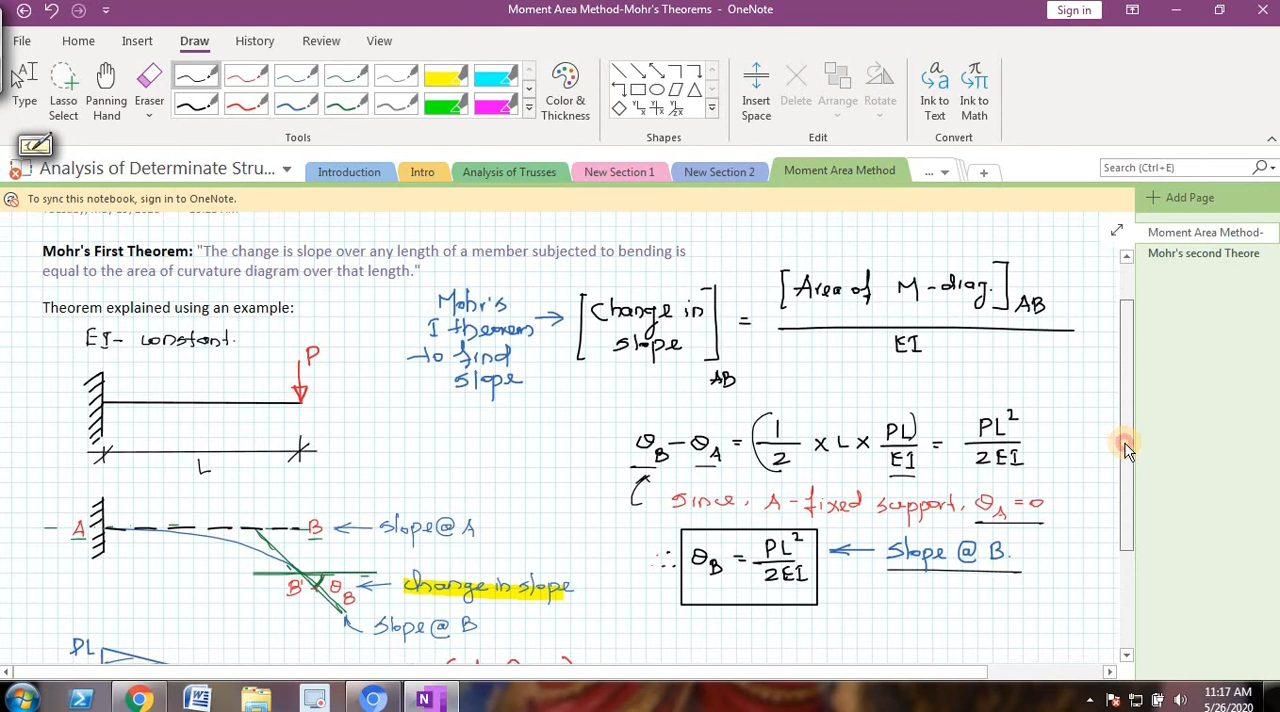 Moment Area Method-Mohr's Theorems - OneNote
Sign in
File Home Insert Draw History Review View
Type
Lasso Select
Panning Hand
Eraser
Color & Thickness
Insert Space
Delete
Arrange
Rotate
Ink to Text
Ink to Math
Tools
Shapes
Edit
Convert
Analysis of Determinate Stru...
Introduction
Intro
Analysis of Trusses
New Section 1
New Section 2
Moment Area Method
...
Search (Ctrl+E)
To sync this notebook, sign in to OneNote.
Add Page
Moment Area Method-
Mohr's second Theore
Mohr's First Theorem: "The change is slope over any length of a member subjected to bending is
equal to the area of curvature diagram over that length."
Theorem explained using an example:
EI - constant.
P
L
Mohr's
I theorem
to find
slope
[Change in slope]AB = [Area of M-diag.]AB / EI
θB - θA = (1/2 × L × PL/EI) = PL²/2EI
Since, A-fixed support, θA = 0
∴ θB = PL²/2EI ← Slope @ B.
A
B ← slope@A
B' θB ← change in slope
slope@B
PL
11:17 AM
5/26/2020